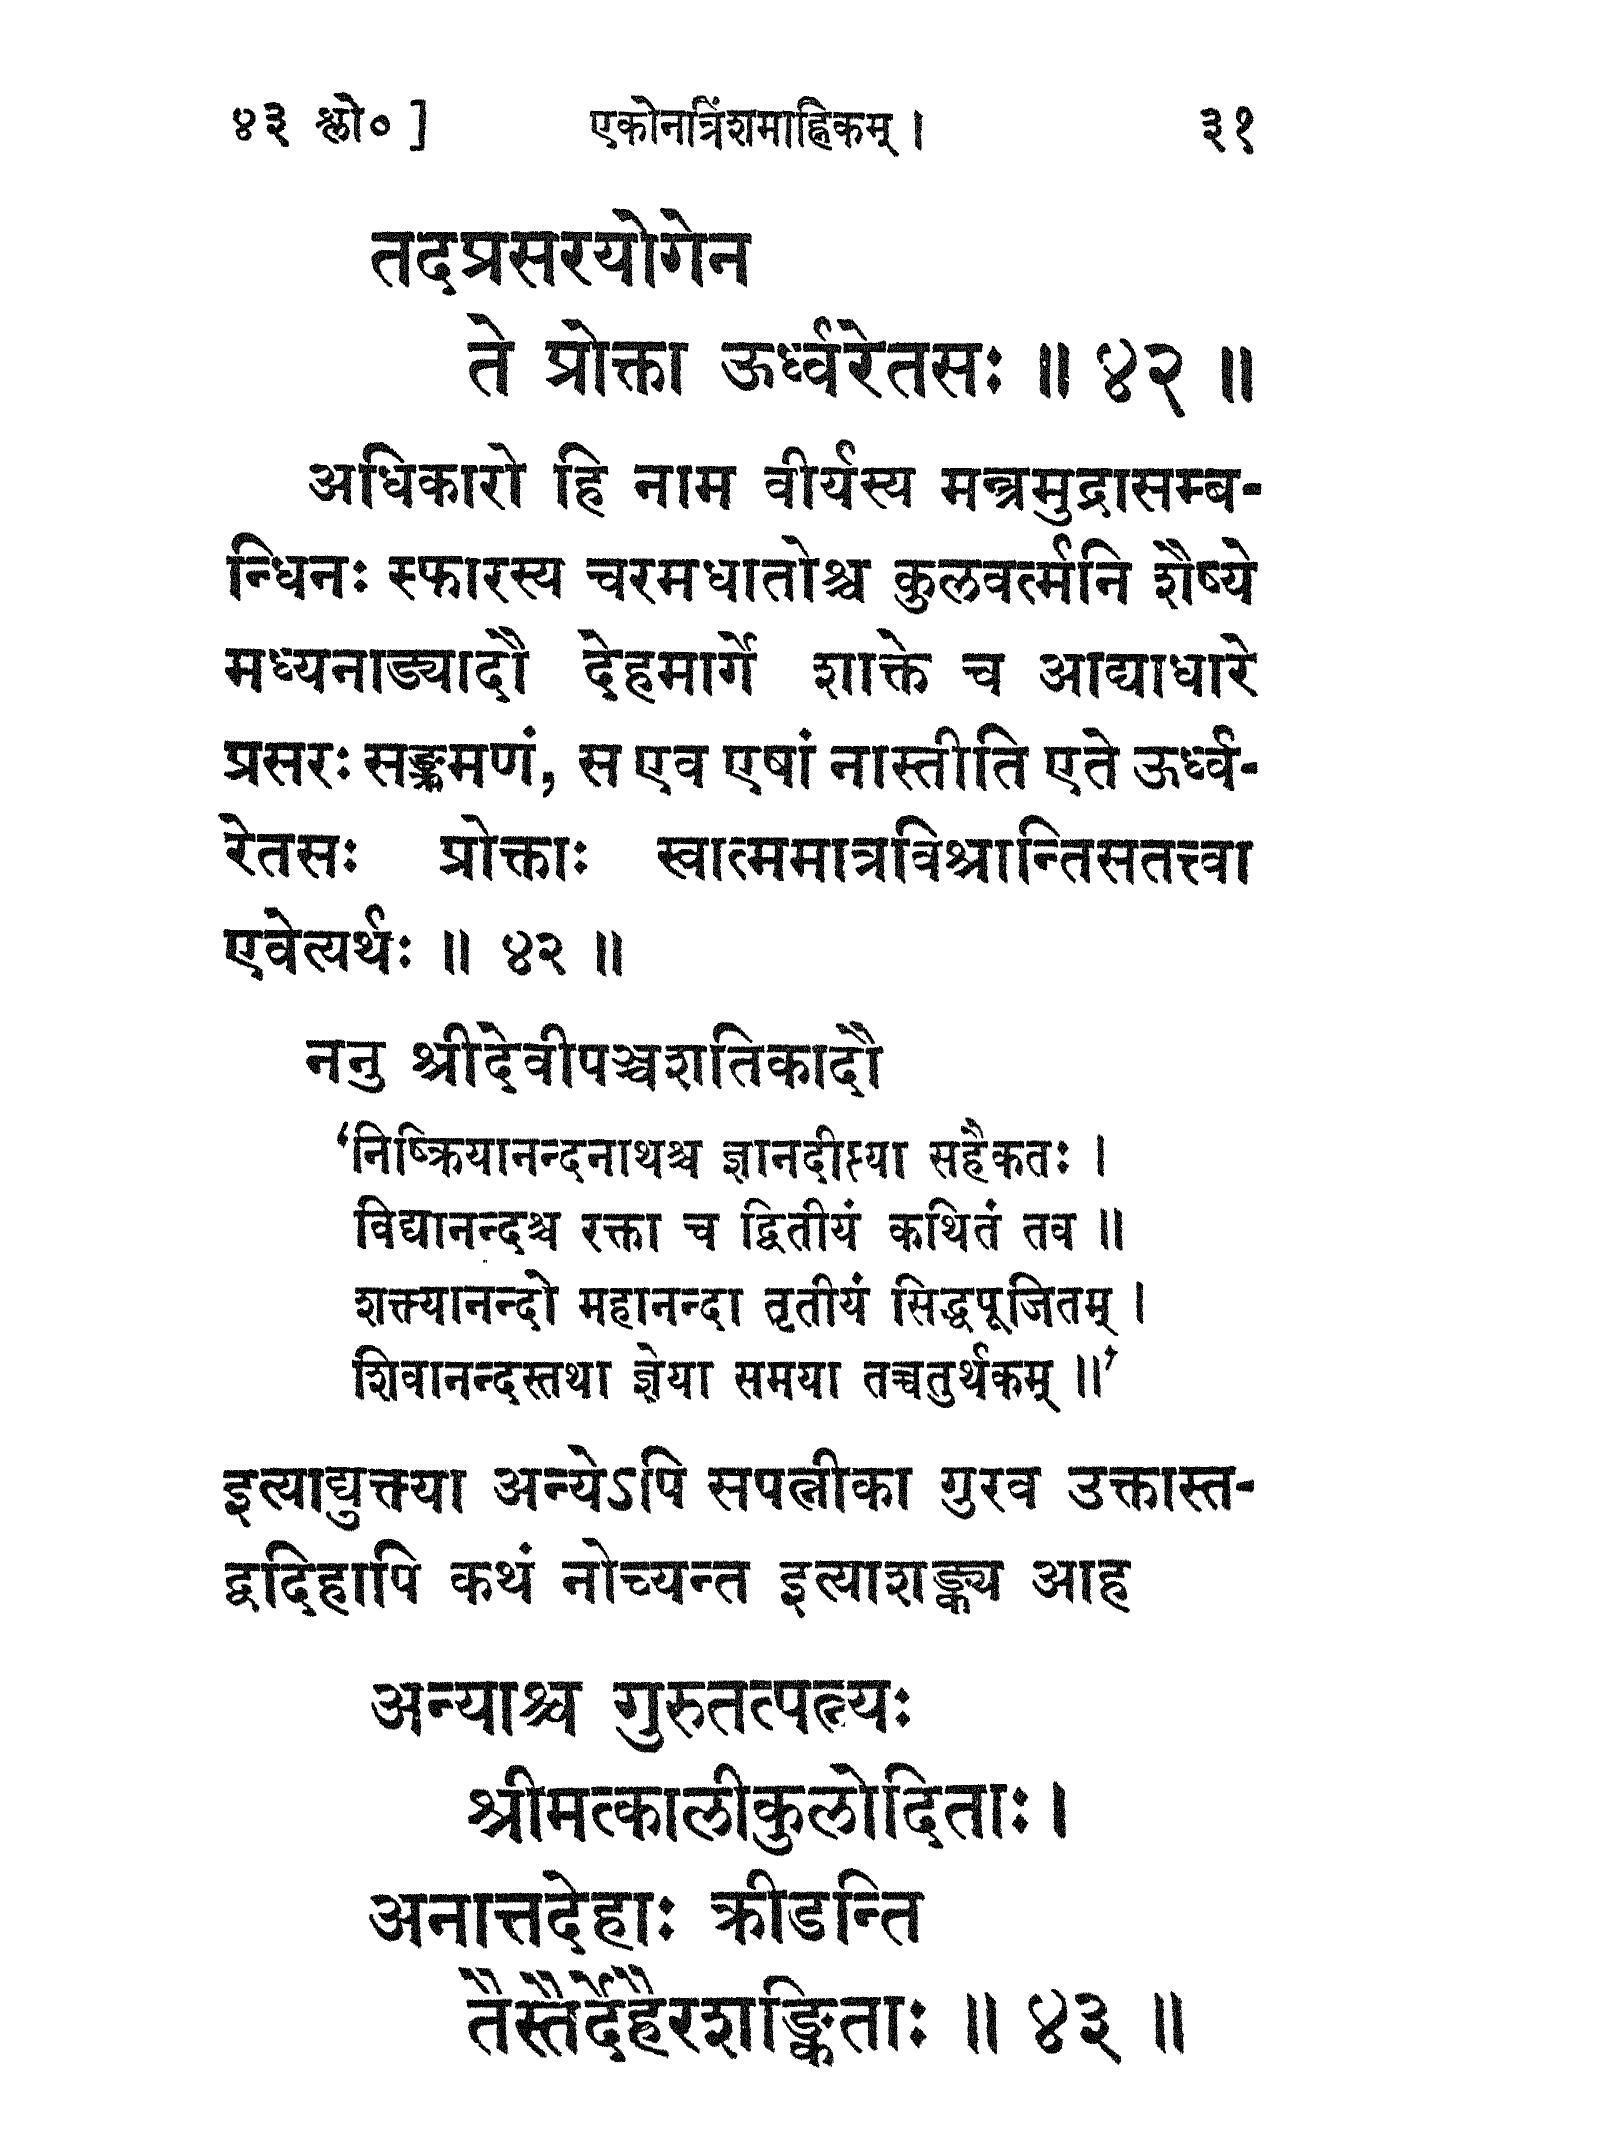 ४३ श्लो० ] एकोनत्रिंशमाह्निकम् । ३१
तदप्रसरयोगेन
ते प्रोक्ता ऊर्ध्वरेतसः ॥ ४२ ॥
अधिकारो हि नाम वीर्यस्य मन्त्रमुद्रासम्ब-
न्धिनः स्फारस्य चरमधातोश्च कुलवर्त्मनि शैष्ये
मध्यनाड्यादौ देहमार्गे शाक्ते च आद्याधारे
प्रसरः सङ्क्रमणं, स एव एषां नास्तीति एते ऊर्ध्व-
रेतसः प्रोक्ताः स्वात्ममात्रविश्रान्तिसतत्त्वा
एवेत्यर्थः ॥ ४२ ॥
ननु श्रीदेवीपञ्चशतिकादौ
‘निष्क्रियानन्दनाथश्च ज्ञानदीप्त्या सहैकतः ।
विद्यानन्दश्च रक्ता च द्वितीयं कथितं तव ॥
शक्त्यानन्दो महानन्दा तृतीयं सिद्धपूजितम् ।
शिवानन्दस्तथा ज्ञेया समया तच्चतुर्थकम् ॥’
इत्याद्युक्त्या अन्येऽपि सपत्नीका गुरव उक्तास्त-
द्वदिहापि कथं नोच्यन्त इत्याशङ्क्य आह
अन्याश्च गुरुतत्पत्न्यः
श्रीमत्कालीकुलोदिताः ।
अनात्तदेहाः क्रीडन्ति
तैस्तैर्देहैरशङ्किताः ॥ ४३ ॥